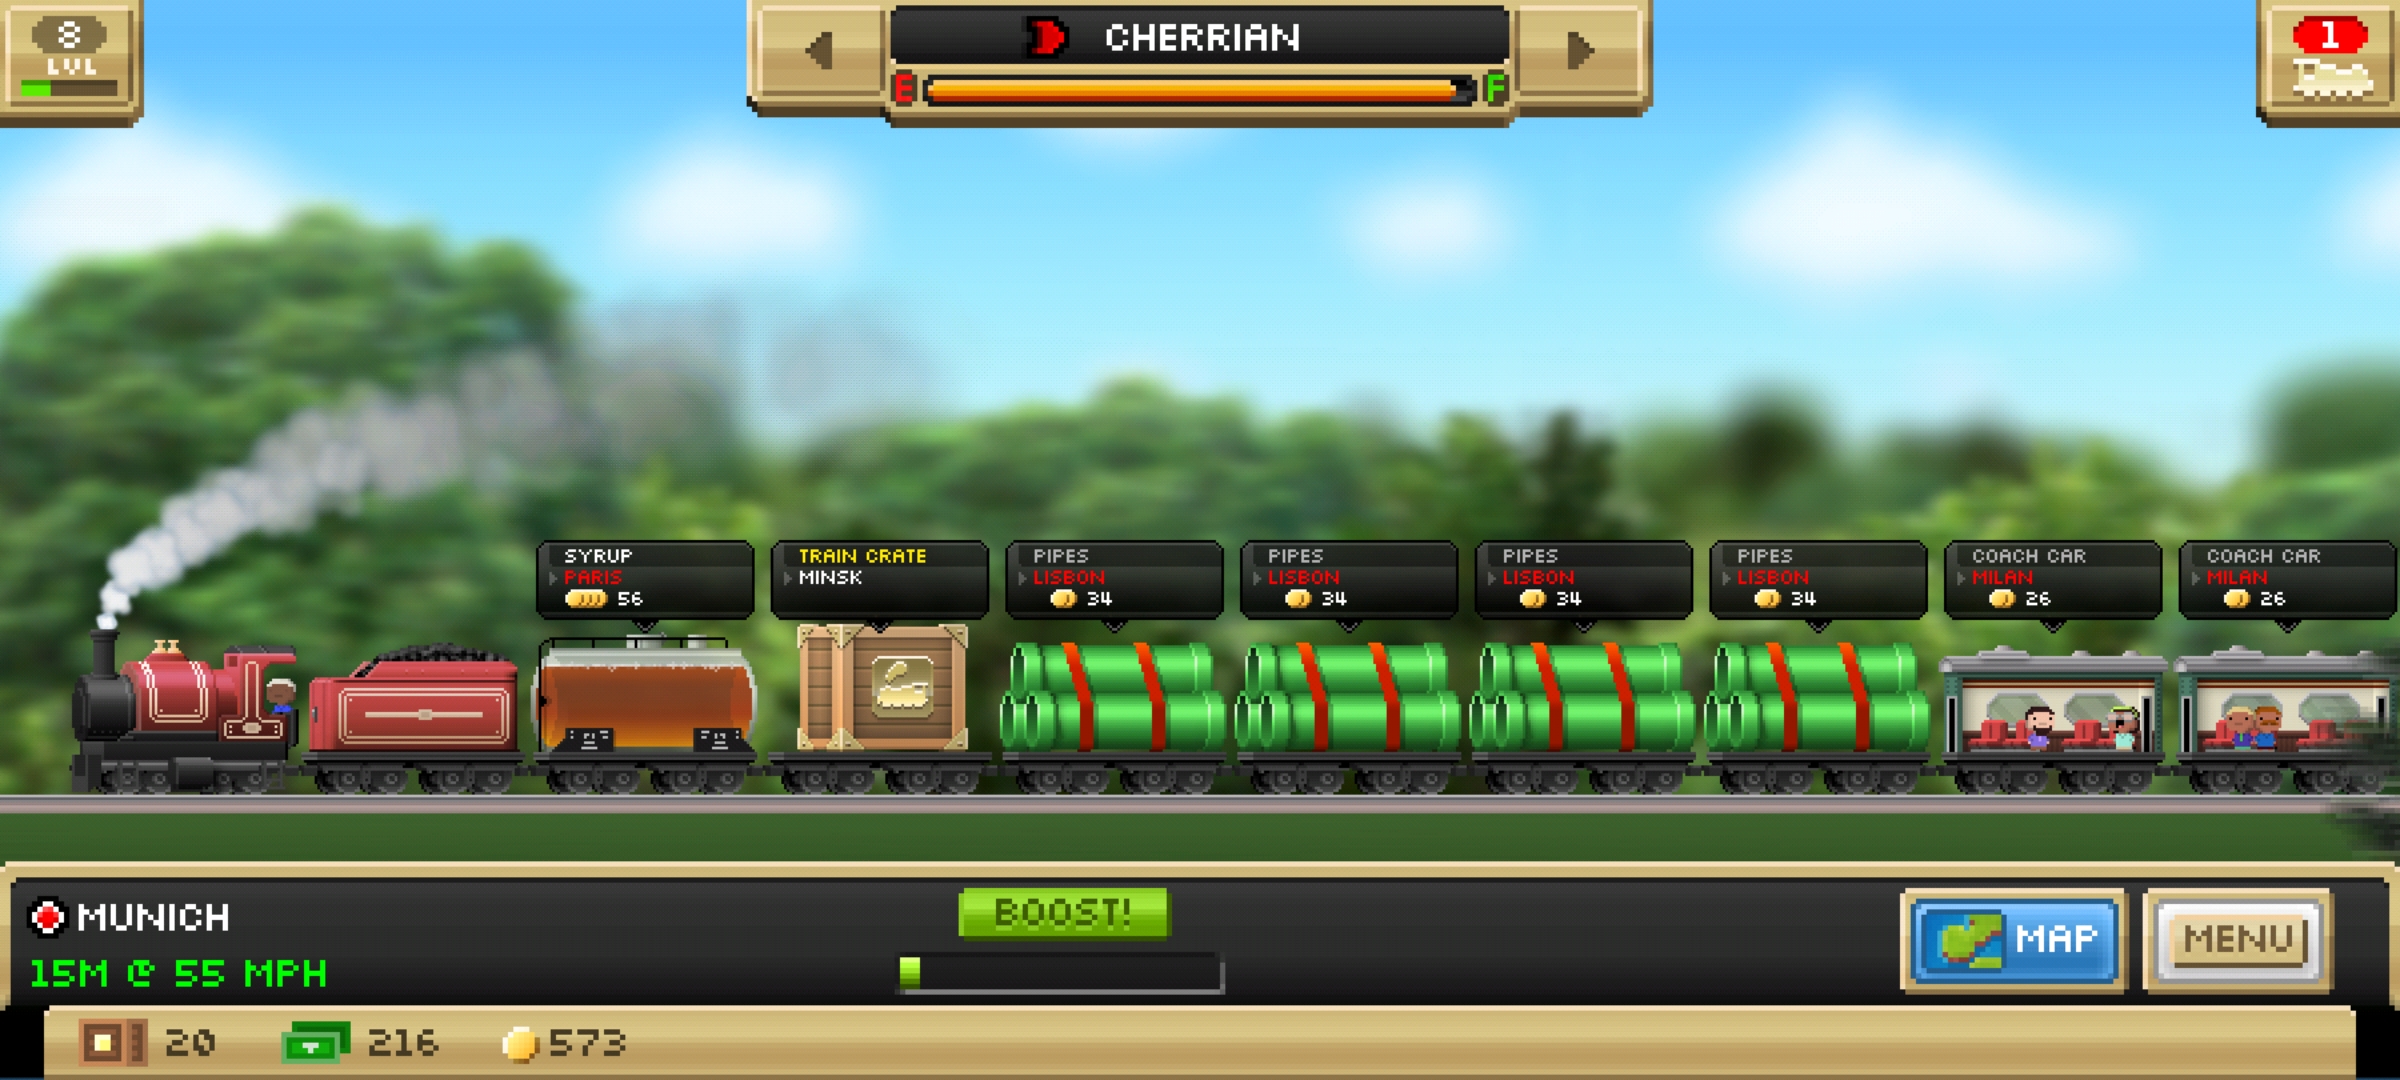 8
LVL
CHERRIAN
E F
1
SYRUP
PARIS
56
TRAIN CRATE
MINSK
PIPES
LISBON
34
PIPES
LISBON
34
PIPES
LISBON
34
PIPES
LISBON
34
COACH CAR
MILAN
26
COACH CAR
MILAN
26
MUNICH
15M @ 55 MPH
BOOST!
MAP
MENU
20
216
573